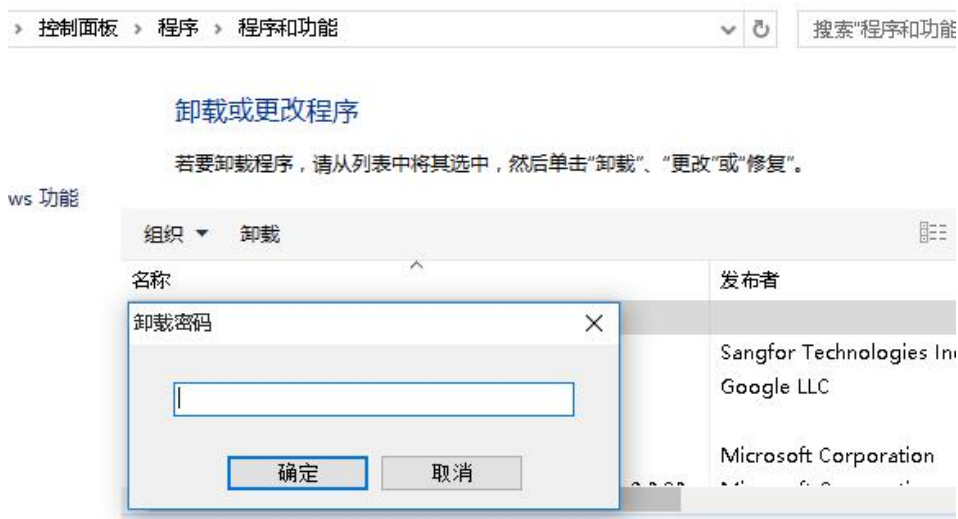 控制面板 > 程序 > 程序和功能
搜索"程序和功能
卸载或更改程序
若要卸载程序，请从列表中将其选中，然后单击"卸载"、"更改"或"修复"。
ws 功能
组织 卸载
名称 发布者
卸载密码
Sangfor Technologies In
Google LLC
确定 取消
Microsoft Corporation